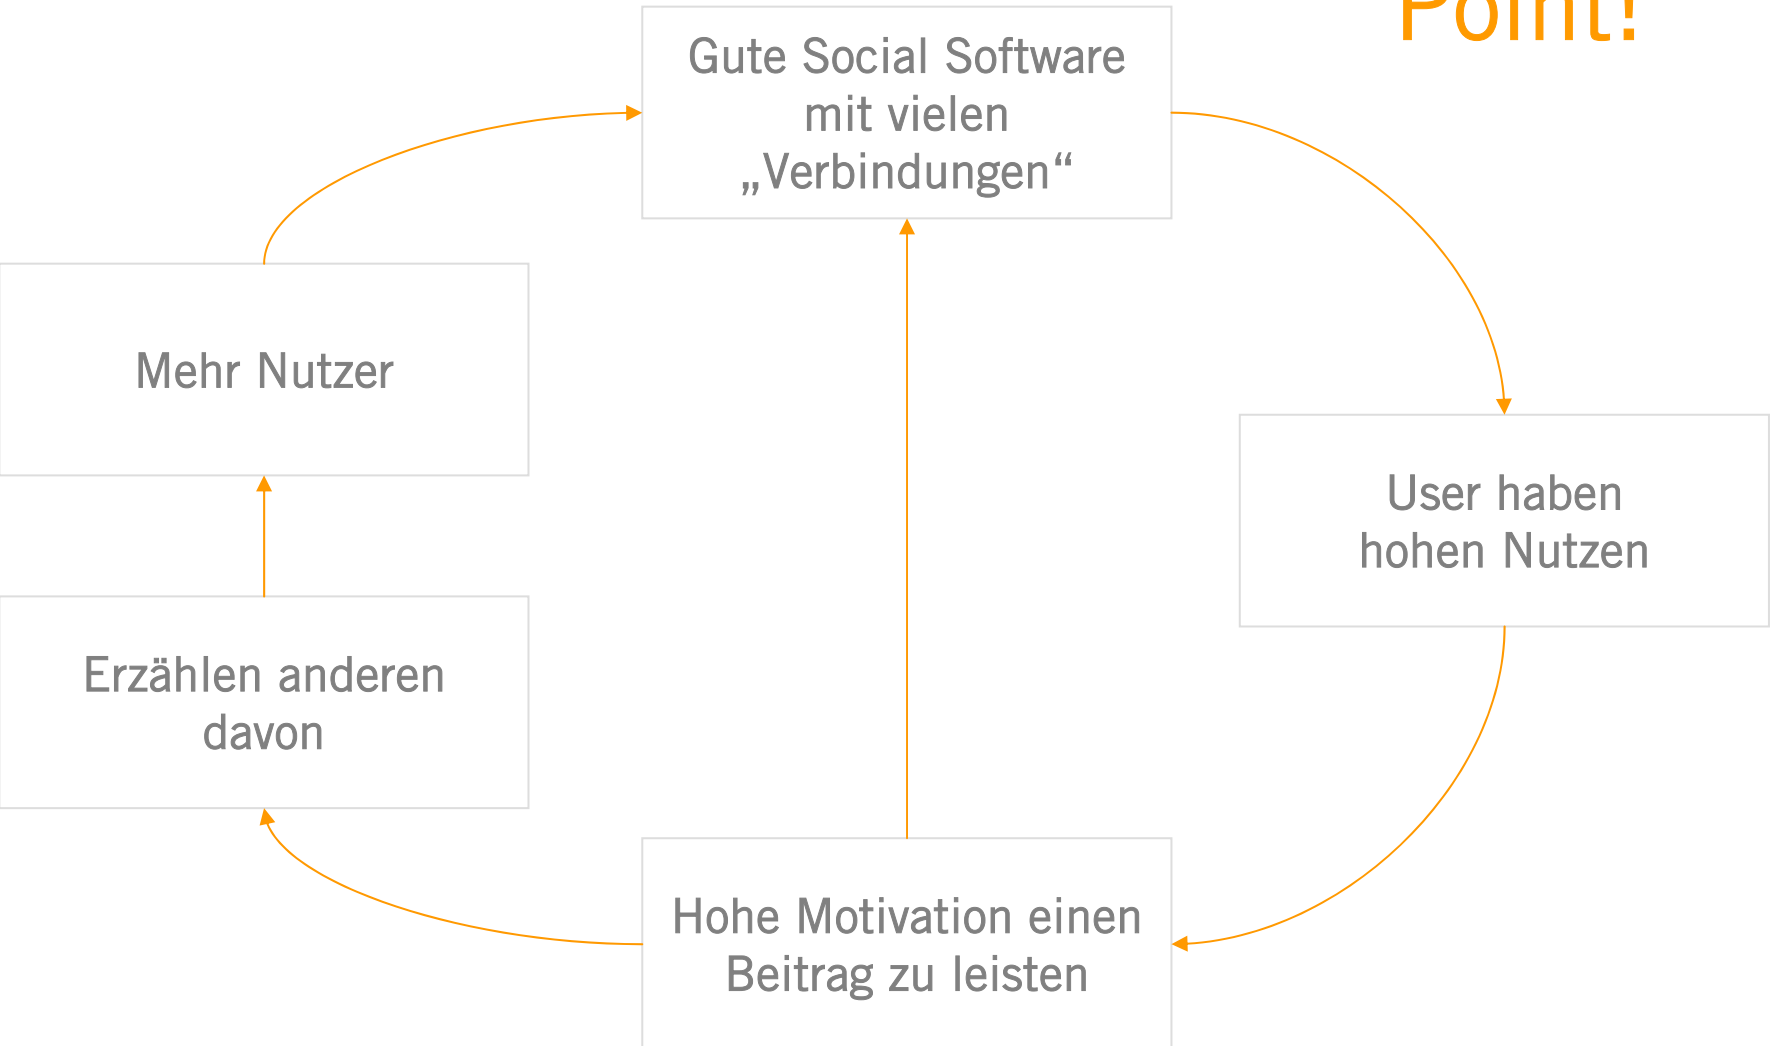 Point!
Gute Social Software
mit vielen
„Verbindungen“
Mehr Nutzer
User haben
hohen Nutzen
Erzählen anderen
davon
Hohe Motivation einen
Beitrag zu leisten